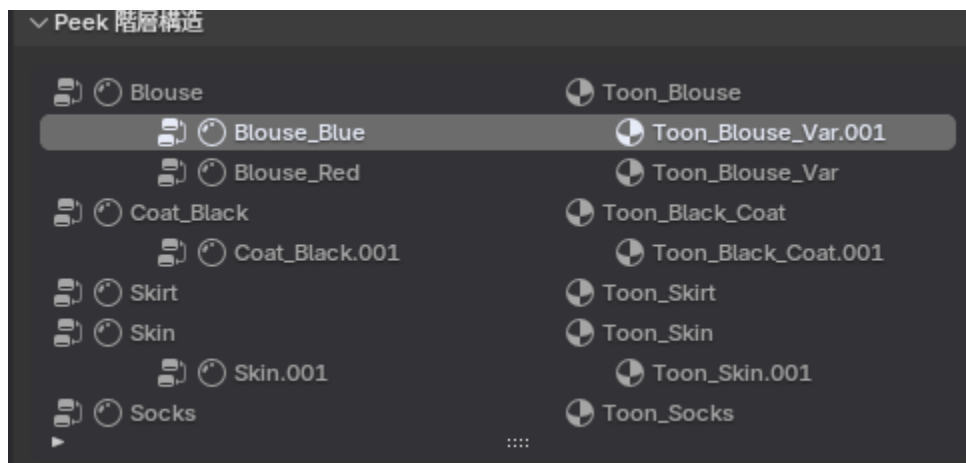 Peek 階層構造
Blouse Toon_Blouse
Blouse_Blue Toon_Blouse_Var.001
Blouse_Red Toon_Blouse_Var
Coat_Black Toon_Black_Coat
Coat_Black.001 Toon_Black_Coat.001
Skirt Toon_Skirt
Skin Toon_Skin
Skin.001 Toon_Skin.001
Socks Toon_Socks